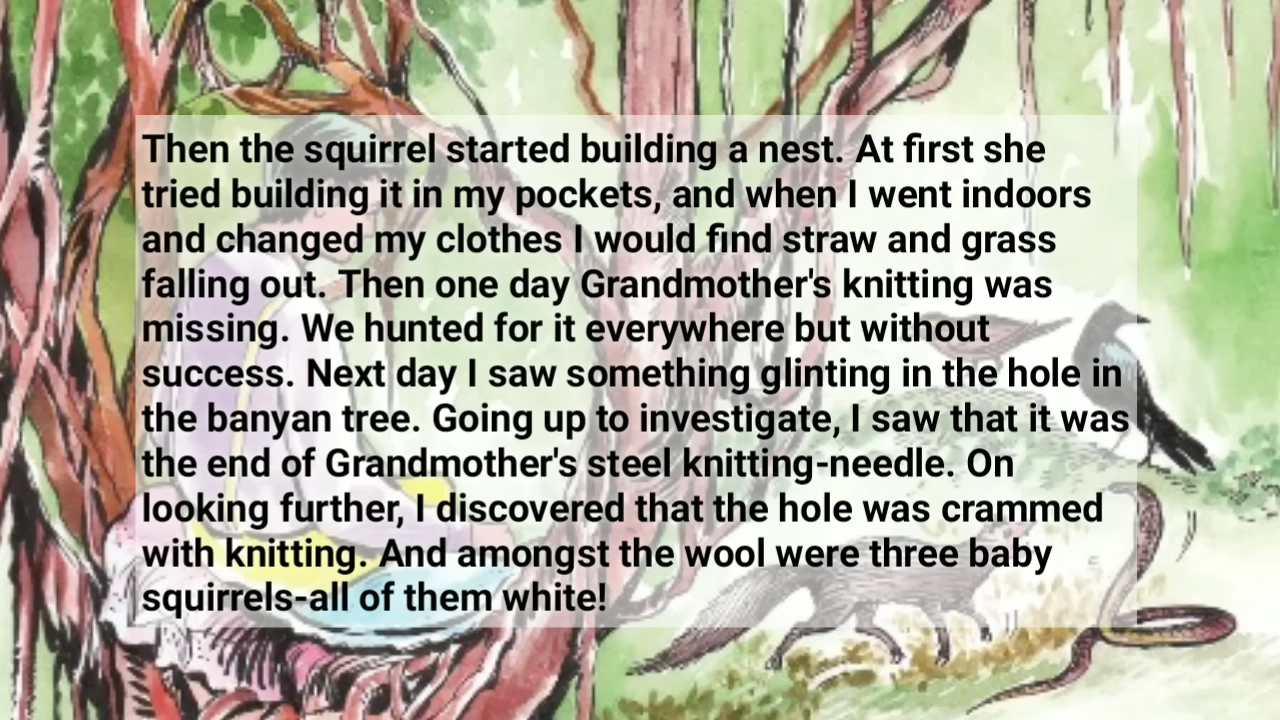 Then the squirrel started building a nest. At first she
tried building it in my pockets, and when I went indoors
and changed my clothes I would find straw and grass
falling out. Then one day Grandmother's knitting was
missing. We hunted for it everywhere but without
success. Next day I saw something glinting in the hole in
the banyan tree. Going up to investigate, I saw that it was
the end of Grandmother's steel knitting-needle. On
looking further, I discovered that the hole was crammed
with knitting. And amongst the wool were three baby
squirrels-all of them white!